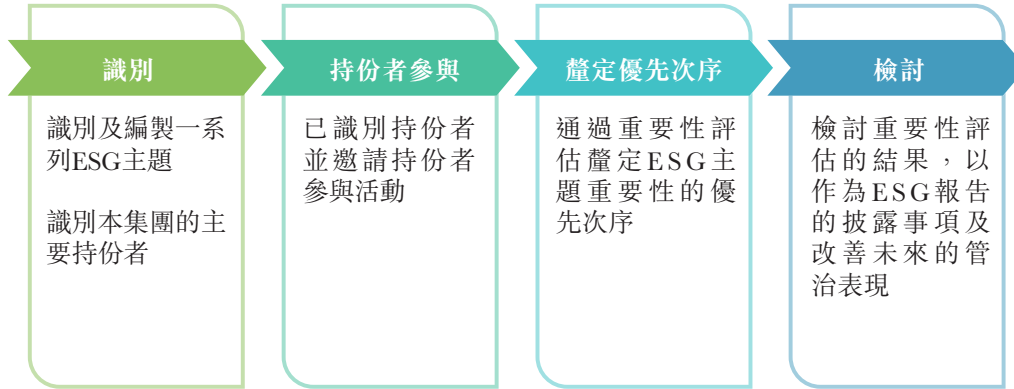 識別
識別及編製一系
列ESG主題
識別本集團的主
要持份者
持份者參與
已識別持份者
並邀請持份者
參與活動
釐定優先次序
通過重要性評
估釐定ESG主
題重要性的優
先次序
檢討
檢討重要性評
估的結果，以
作為ESG報告
的披露事項及
改善未來的管
治表現